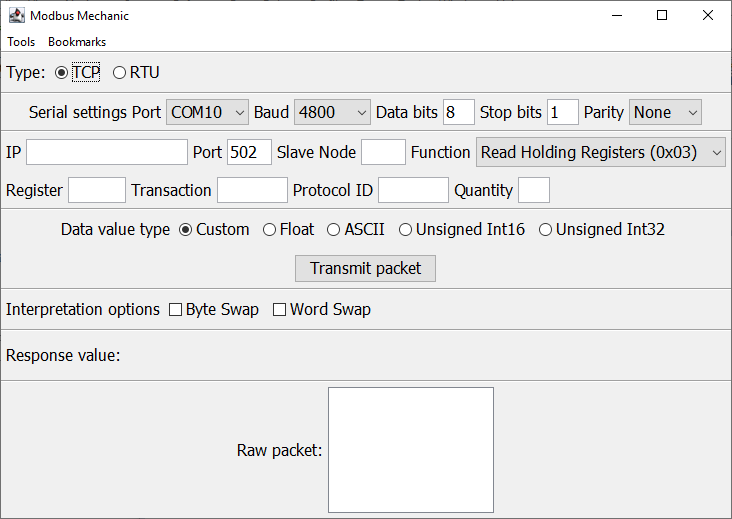 Modbus Mechanic
Tools Bookmarks
Type: TCP RTU
Serial settings Port COM10 Baud 4800 Data bits 8 Stop bits 1 Parity None
IP Port 502 Slave Node Function Read Holding Registers (0x03)
Register Transaction Protocol ID Quantity
Data value type Custom Float ASCII Unsigned Int16 Unsigned Int32
Transmit packet
Interpretation options Byte Swap Word Swap
Response value:
Raw packet: